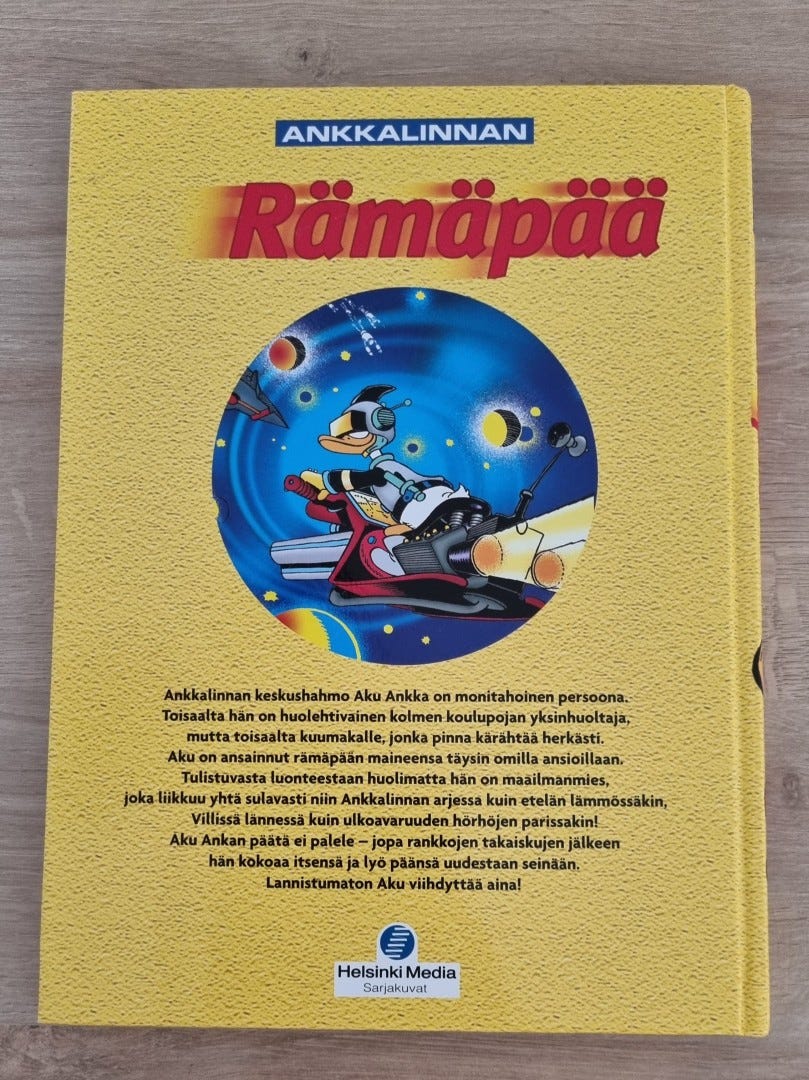 ANKKALINNAN
Rämäpää
Ankkalinnan keskushahmo Aku Ankka on monitahoinen persoona.
Toisaalta hän on huolehtivainen kolmen koulupojan yksinhuoltaja,
mutta toisaalta kuumakalle, jonka pinna kärähtää herkästi.
Aku on ansainnut rämäpään maineensa täysin omilla ansioillaan.
Tulistuvasta luonteestaan huolimatta hän on maailmanmies,
joka liikkuu yhtä sulavasti niin Ankkalinnan arjessa kuin etelän lämmössäkin,
Villissä lännessä kuin ulkoavaruuden hörhöjen parissakin!
Aku Ankan päätä ei palele – jopa rankkojen takaiskujen jälkeen
hän kokoaa itsensä ja lyö päänsä uudestaan seinään.
Lannistumaton Aku viihdyttää aina!
Helsinki Media
Sarjakuvat